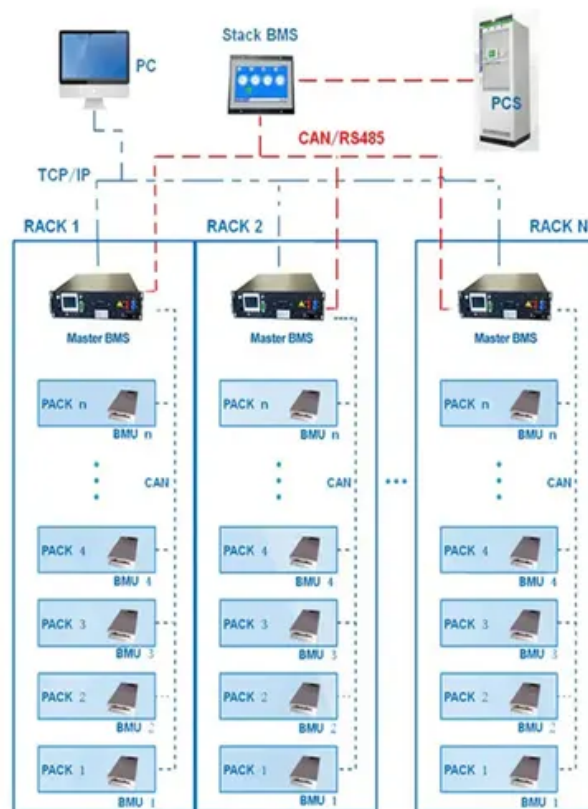 PC
Stack BMS
PCS
CAN/RS485
TCP/IP
RACK 1
RACK 2
RACK N
Master BMS
Master BMS
Master BMS
PACK n
BMU n
PACK n
BMU n
PACK n
BMU n
CAN
CAN
CAN
PACK 4
BMU 4
PACK 4
BMU 4
PACK 4
BMU 4
PACK 3
BMU 3
PACK 3
BMU 3
PACK 3
BMU 3
PACK 2
BMU 2
PACK 2
BMU 2
PACK 2
BMU 2
PACK 1
BMU 1
PACK 1
BMU 1
PACK 1
BMU 1